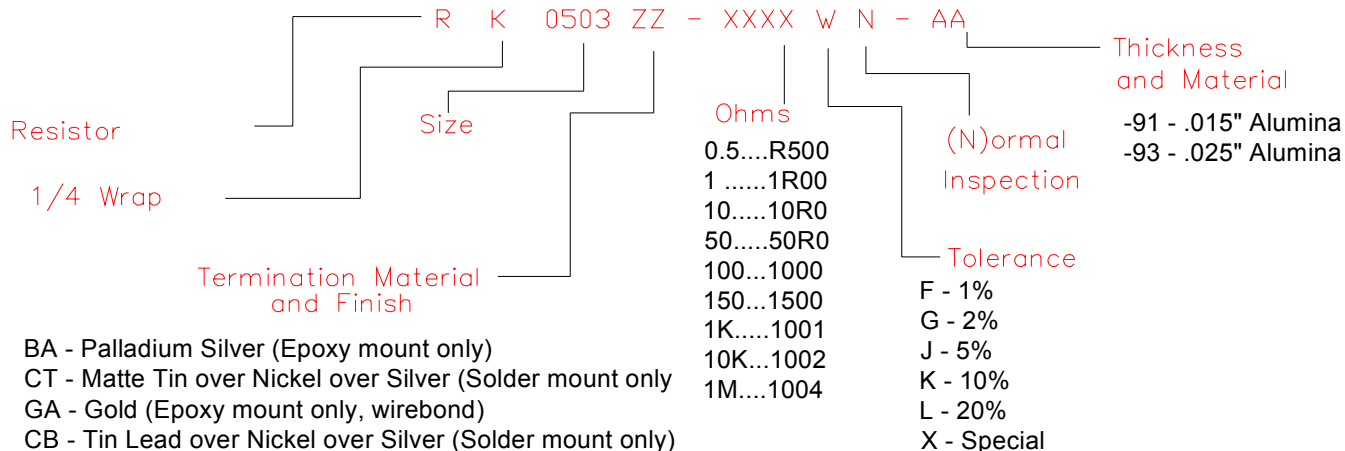 R K 0503 ZZ - XXXX W N - AA
Thickness
and Material
-91 - .015" Alumina
-93 - .025" Alumina
Resistor
Size
Ohms
0.5....R500
1 ......1R00
10.....10R0
50.....50R0
100...1000
150...1500
1K.....1001
10K...1002
1M....1004
(N)ormal
Inspection
1/4 Wrap
Termination Material
and Finish
BA - Palladium Silver (Epoxy mount only)
CT - Matte Tin over Nickel over Silver (Solder mount only
GA - Gold (Epoxy mount only, wirebond)
CB - Tin Lead over Nickel over Silver (Solder mount only)
Tolerance
F - 1%
G - 2%
J - 5%
K - 10%
L - 20%
X - Special